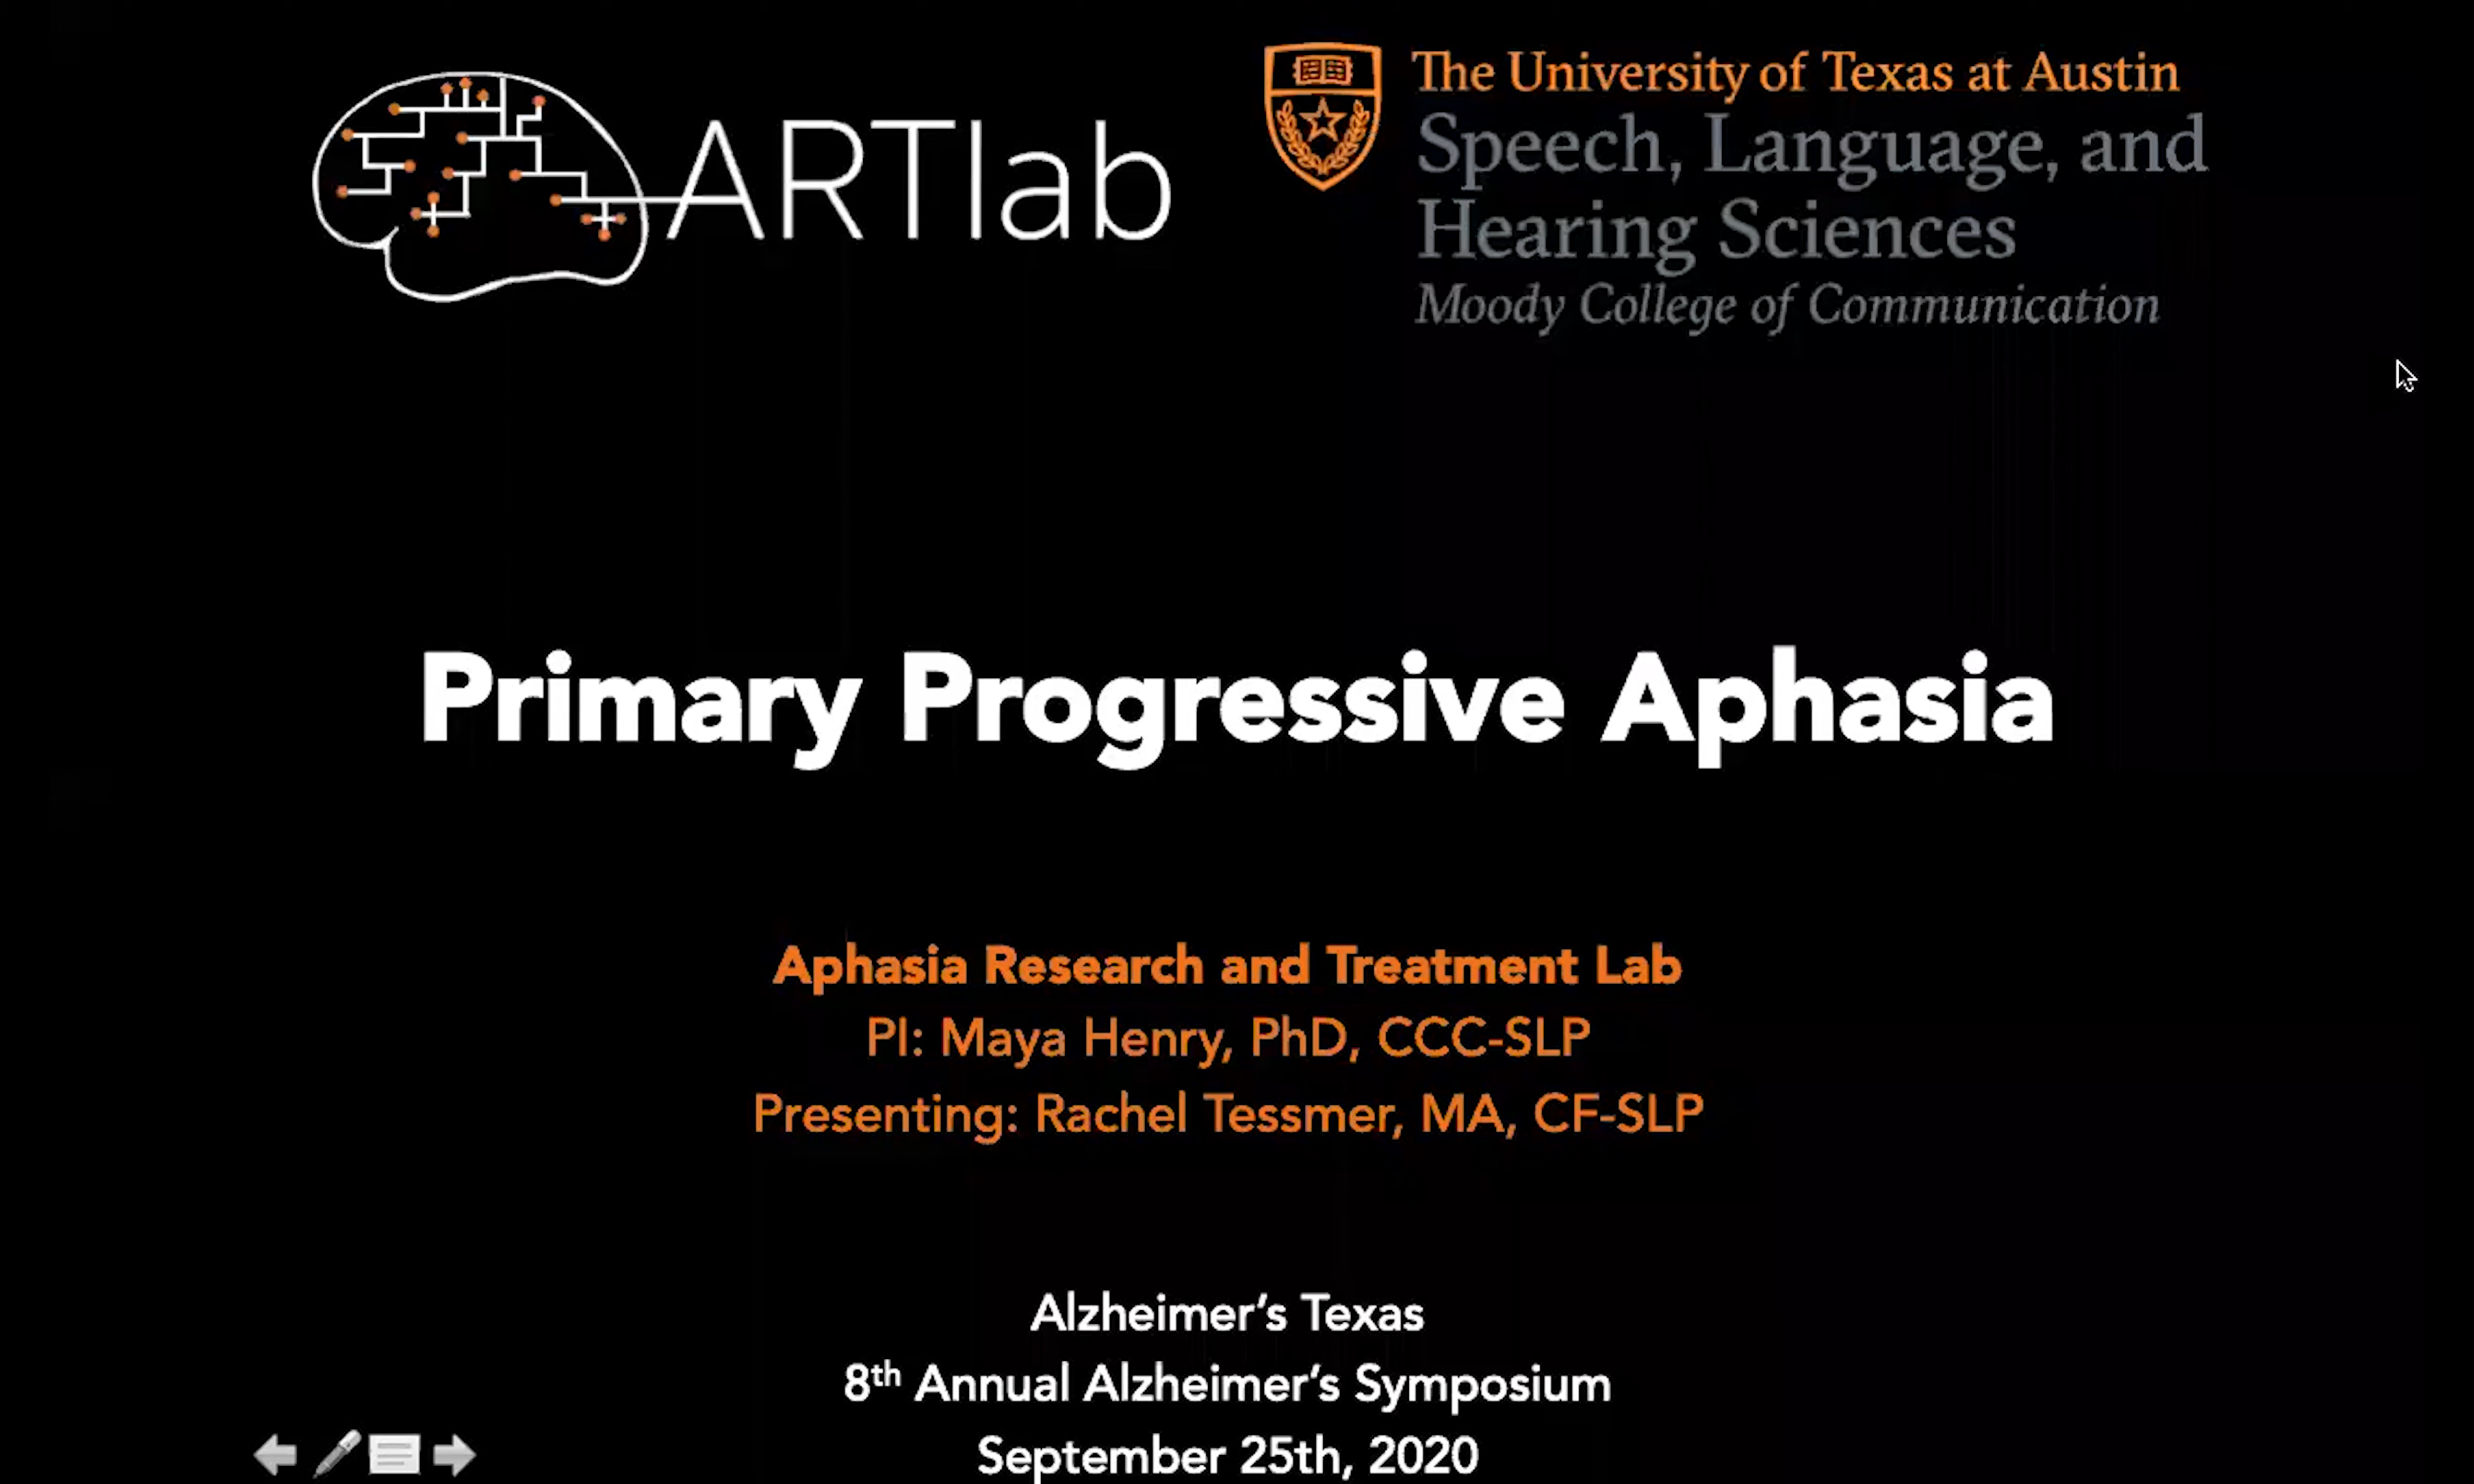 ARTlab
The University of Texas at Austin
Speech, Language, and
Hearing Sciences
Moody College of Communication
Primary Progressive Aphasia
Aphasia Research and Treatment Lab
PI: Maya Henry, PhD, CCC-SLP
Presenting: Rachel Tessmer, MA, CF-SLP
Alzheimer’s Texas
8th Annual Alzheimer’s Symposium
September 25th, 2020